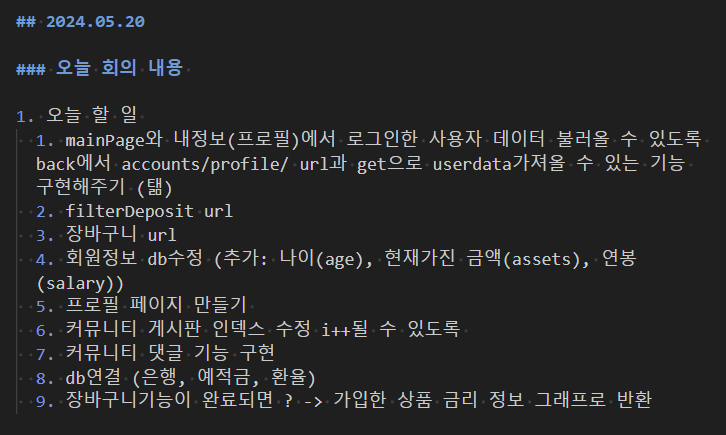 ## 2024.05.20
### 오늘 회의 내용
1. 오늘 할 일
1. mainPage와 내정보(프로필)에서 로그인한 사용자 데이터 불러올 수 있도록
back에서 accounts/profile/ url과 get으로 userdata가져올 수 있는 기능
구현해주기 (탦)
2. filterDeposit url
3. 장바구니 url
4. 회원정보 db수정 (추가: 나이(age), 현재가진 금액(assets), 연봉
(salary))
5. 프로필 페이지 만들기
6. 커뮤니티 게시판 인덱스 수정 i++될 수 있도록
7. 커뮤니티 댓글 기능 구현
8. db연결 (은행, 예적금, 환율)
9. 장바구니기능이 완료되면 ? -> 가입한 상품 금리 정보 그래프로 반환